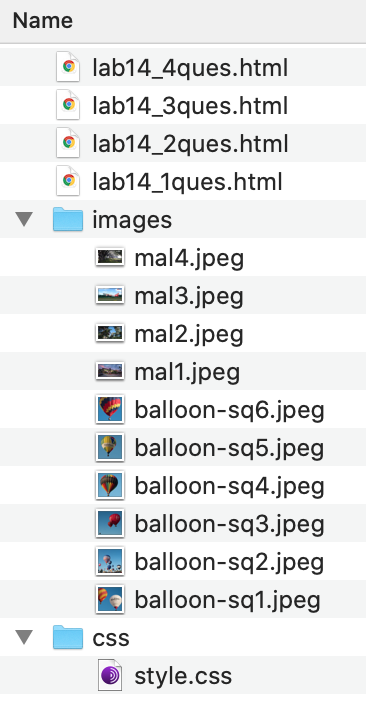 Name
lab14_4ques.html
lab14_3ques.html
lab14_2ques.html
lab14_1ques.html
images
mal4.jpeg
mal3.jpeg
mal2.jpeg
mal1.jpeg
balloon-sq6.jpeg
balloon-sq5.jpeg
balloon-sq4.jpeg
balloon-sq3.jpeg
balloon-sq2.jpeg
balloon-sq1.jpeg
css
style.css